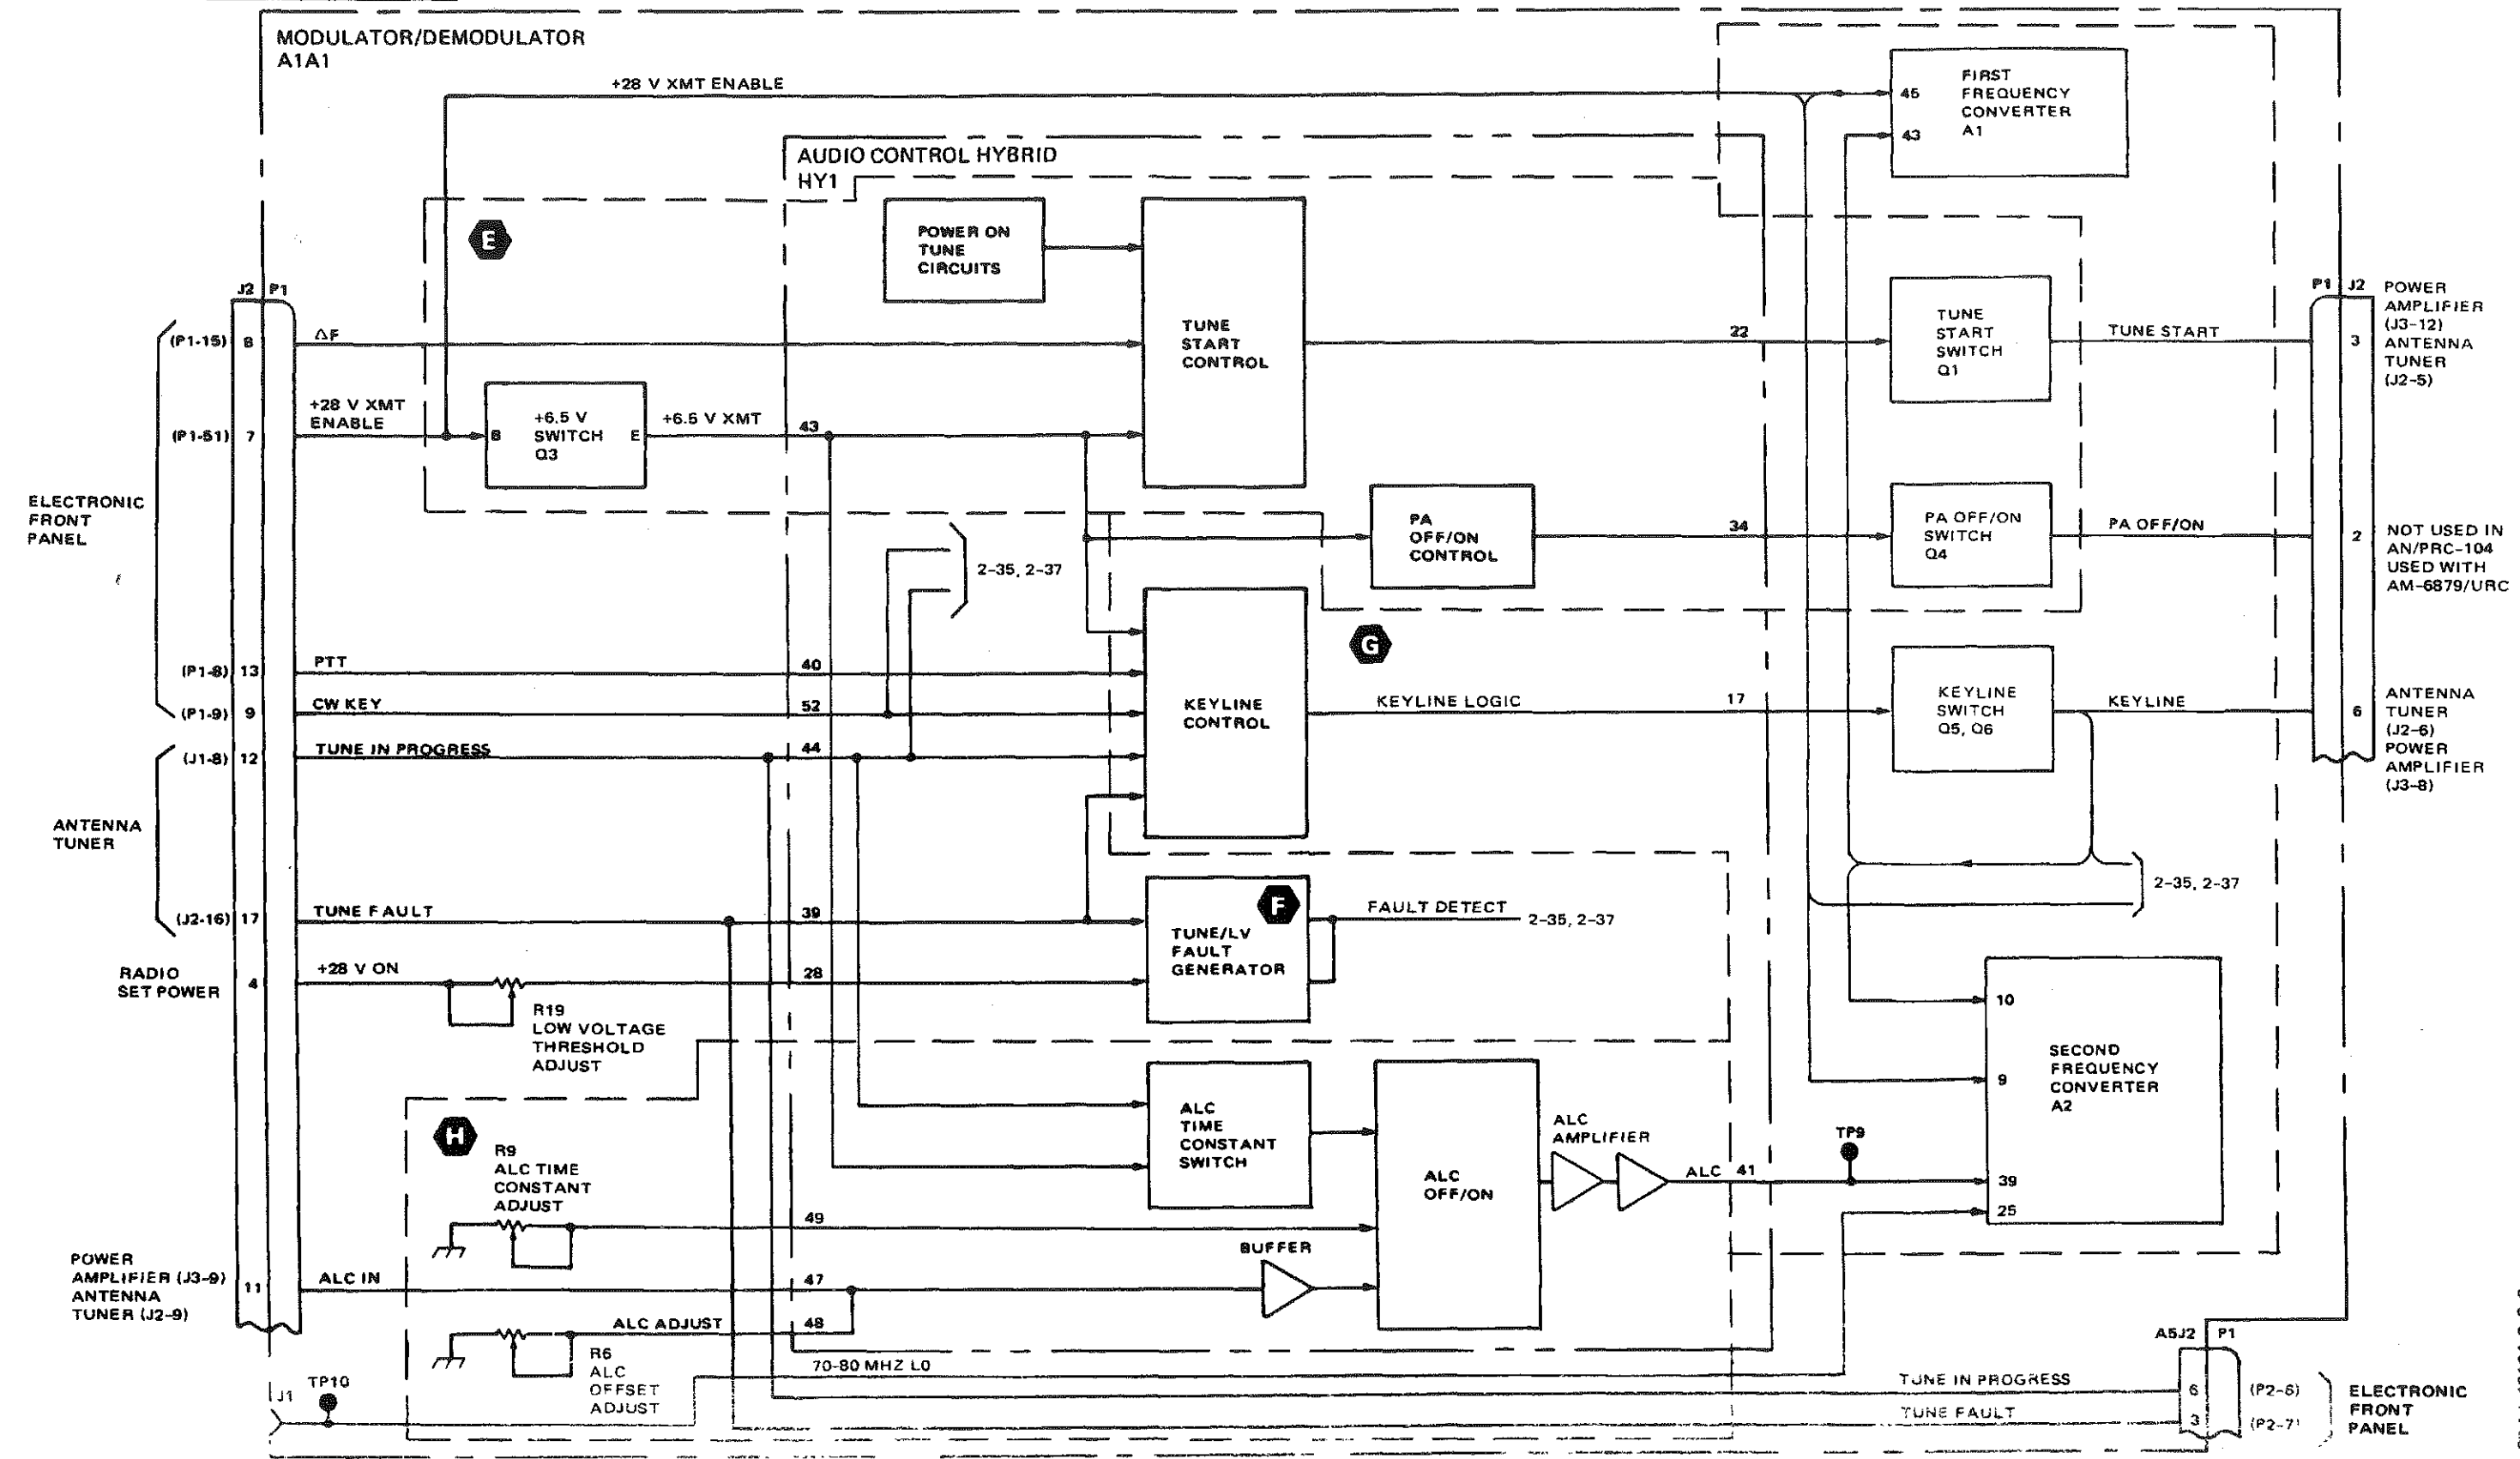 MODULATOR/DEMODULATOR
A1A1
+28 V XMT ENABLE
45
43
FIRST
FREQUENCY
CONVERTER
A1
AUDIO CONTROL HYBRID
HY1
E
POWER ON
TUNE
CIRCUITS
TUNE
START
CONTROL
22
TUNE
START
SWITCH
Q1
TUNE START
P1 J2
3
POWER
AMPLIFIER
(J3-12)
ANTENNA
TUNER
(J2-5)
J2 P1
(P1-15) 8
ΔF
(P1-51) 7
+28 V XMT
ENABLE
B
+6.5 V
SWITCH
Q3
E
+6.5 V XMT
43
ELECTRONIC
FRONT
PANEL
2-35, 2-37
PA
OFF/ON
CONTROL
34
PA OFF/ON
SWITCH
Q4
PA OFF/ON
2
NOT USED IN
AN/PRC-104
USED WITH
AM-6879/URC
G
(P1-8) 13
PTT
40
(P1-9) 9
CW KEY
52
(J1-8) 12
TUNE IN PROGRESS
44
KEYLINE
CONTROL
KEYLINE LOGIC
17
KEYLINE
SWITCH
Q5, Q6
KEYLINE
6
ANTENNA
TUNER
(J2-6)
POWER
AMPLIFIER
(J3-8)
ANTENNA
TUNER
2-35, 2-37
(J2-16) 17
TUNE FAULT
39
F
TUNE/LV
FAULT
GENERATOR
FAULT DETECT
2-35, 2-37
RADIO
SET POWER
4
+28 V ON
28
R19
LOW VOLTAGE
THRESHOLD
ADJUST
10
9
39
25
SECOND
FREQUENCY
CONVERTER
A2
H
R9
ALC TIME
CONSTANT
ADJUST
49
ALC
TIME
CONSTANT
SWITCH
ALC
OFF/ON
ALC
AMPLIFIER
ALC 41
TP9
BUFFER
POWER
AMPLIFIER (J3-9)
ANTENNA
TUNER (J2-9)
11
ALC IN
47
ALC ADJUST
48
R6
ALC
OFFSET
ADJUST
70-80 MHZ LO
J1
TP10
A5J2 P1
TUNE IN PROGRESS
6
(P2-6)
TUNE FAULT
3
(P2-7)
ELECTRONIC
FRONT
PANEL